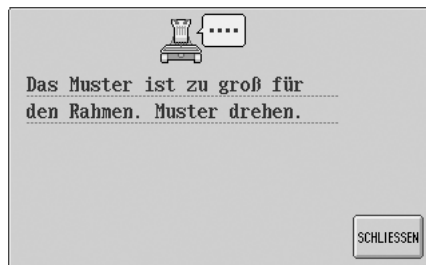 ....
Das Muster ist zu groß für
den Rahmen. Muster drehen.
SCHLIESSEN